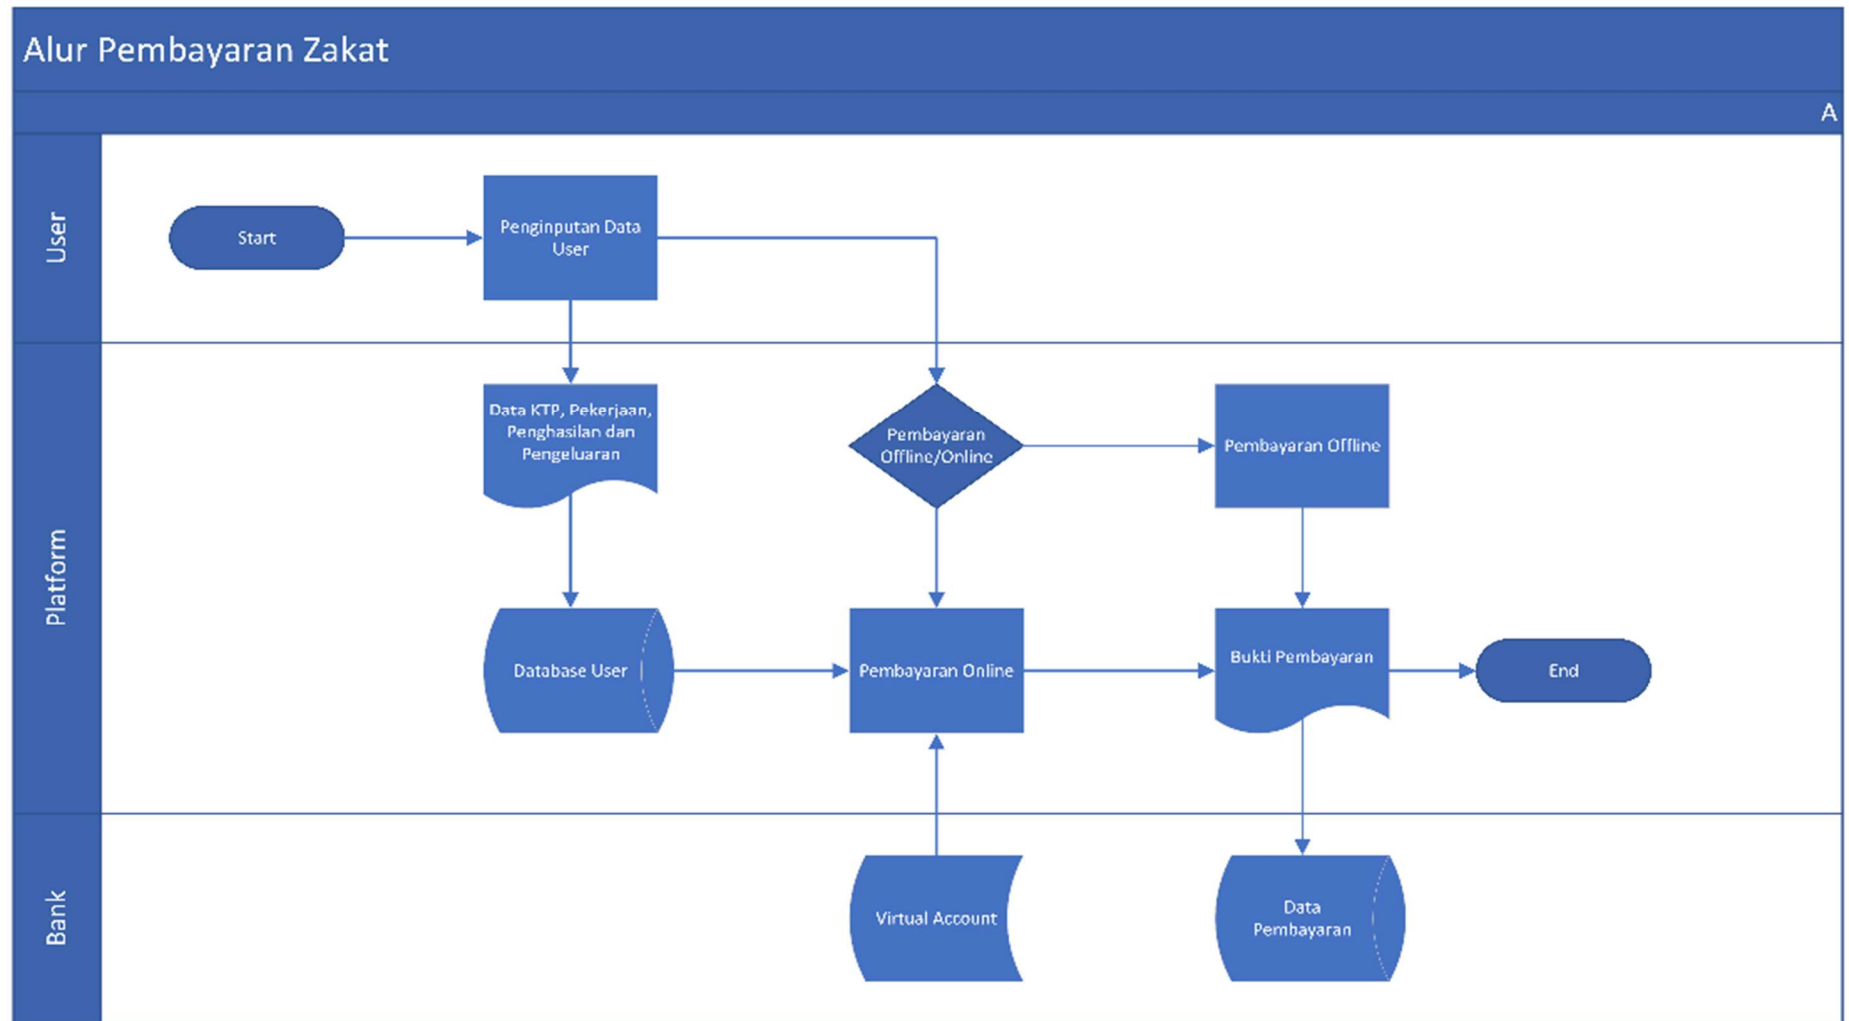 Alur Pembayaran Zakat
A
User
Start
Penginputan Data
User
Platform
Data KTP, Pekerjaan,
Penghasilan dan
Pengeluaran
Pembayaran
Offline/Online
Pembayaran Offline
Database User
Pembayaran Online
Bukti Pembayaran
End
Bank
Virtual Account
Data
Pembayaran